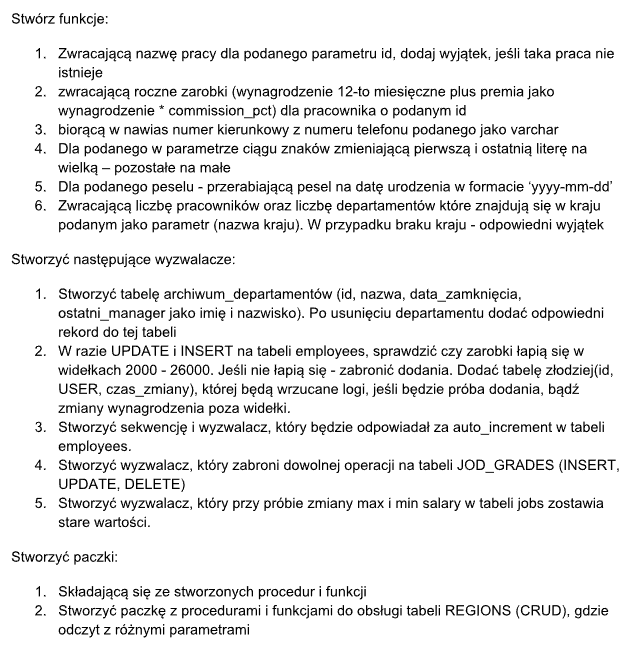 Stwórz funkcje:
1. Zwracającą nazwę pracy dla podanego parametru id, dodaj wyjątek, jeśli taka praca nie
istnieje
2. zwracającą roczne zarobki (wynagrodzenie 12-to miesięczne plus premia jako
wynagrodzenie * commission_pct) dla pracownika o podanym id
3. biorącą w nawias numer kierunkowy z numeru telefonu podanego jako varchar
4. Dla podanego w parametrze ciągu znaków zmieniającą pierwszą i ostatnią literę na
wielką – pozostałe na małe
5. Dla podanego peselu - przerabiającą pesel na datę urodzenia w formacie ‘yyyy-mm-dd’
6. Zwracającą liczbę pracowników oraz liczbę departamentów które znajdują się w kraju
podanym jako parametr (nazwa kraju). W przypadku braku kraju - odpowiedni wyjątek
Stworzyć następujące wyzwalacze:
1. Stworzyć tabelę archiwum_departamentów (id, nazwa, data_zamknięcia,
ostatni_manager jako imię i nazwisko). Po usunięciu departamentu dodać odpowiedni
rekord do tej tabeli
2. W razie UPDATE i INSERT na tabeli employees, sprawdzić czy zarobki łapią się w
widełkach 2000 - 26000. Jeśli nie łapią się - zabronić dodania. Dodać tabelę złodziej(id,
USER, czas_zmiany), której będą wrzucane logi, jeśli będzie próba dodania, bądź
zmiany wynagrodzenia poza widełki.
3. Stworzyć sekwencję i wyzwalacz, który będzie odpowiadał za auto_increment w tabeli
employees.
4. Stworzyć wyzwalacz, który zabroni dowolnej operacji na tabeli JOD_GRADES (INSERT,
UPDATE, DELETE)
5. Stworzyć wyzwalacz, który przy próbie zmiany max i min salary w tabeli jobs zostawia
stare wartości.
Stworzyć paczki:
1. Składającą się ze stworzonych procedur i funkcji
2. Stworzyć paczkę z procedurami i funkcjami do obsługi tabeli REGIONS (CRUD), gdzie
odczyt z różnymi parametrami